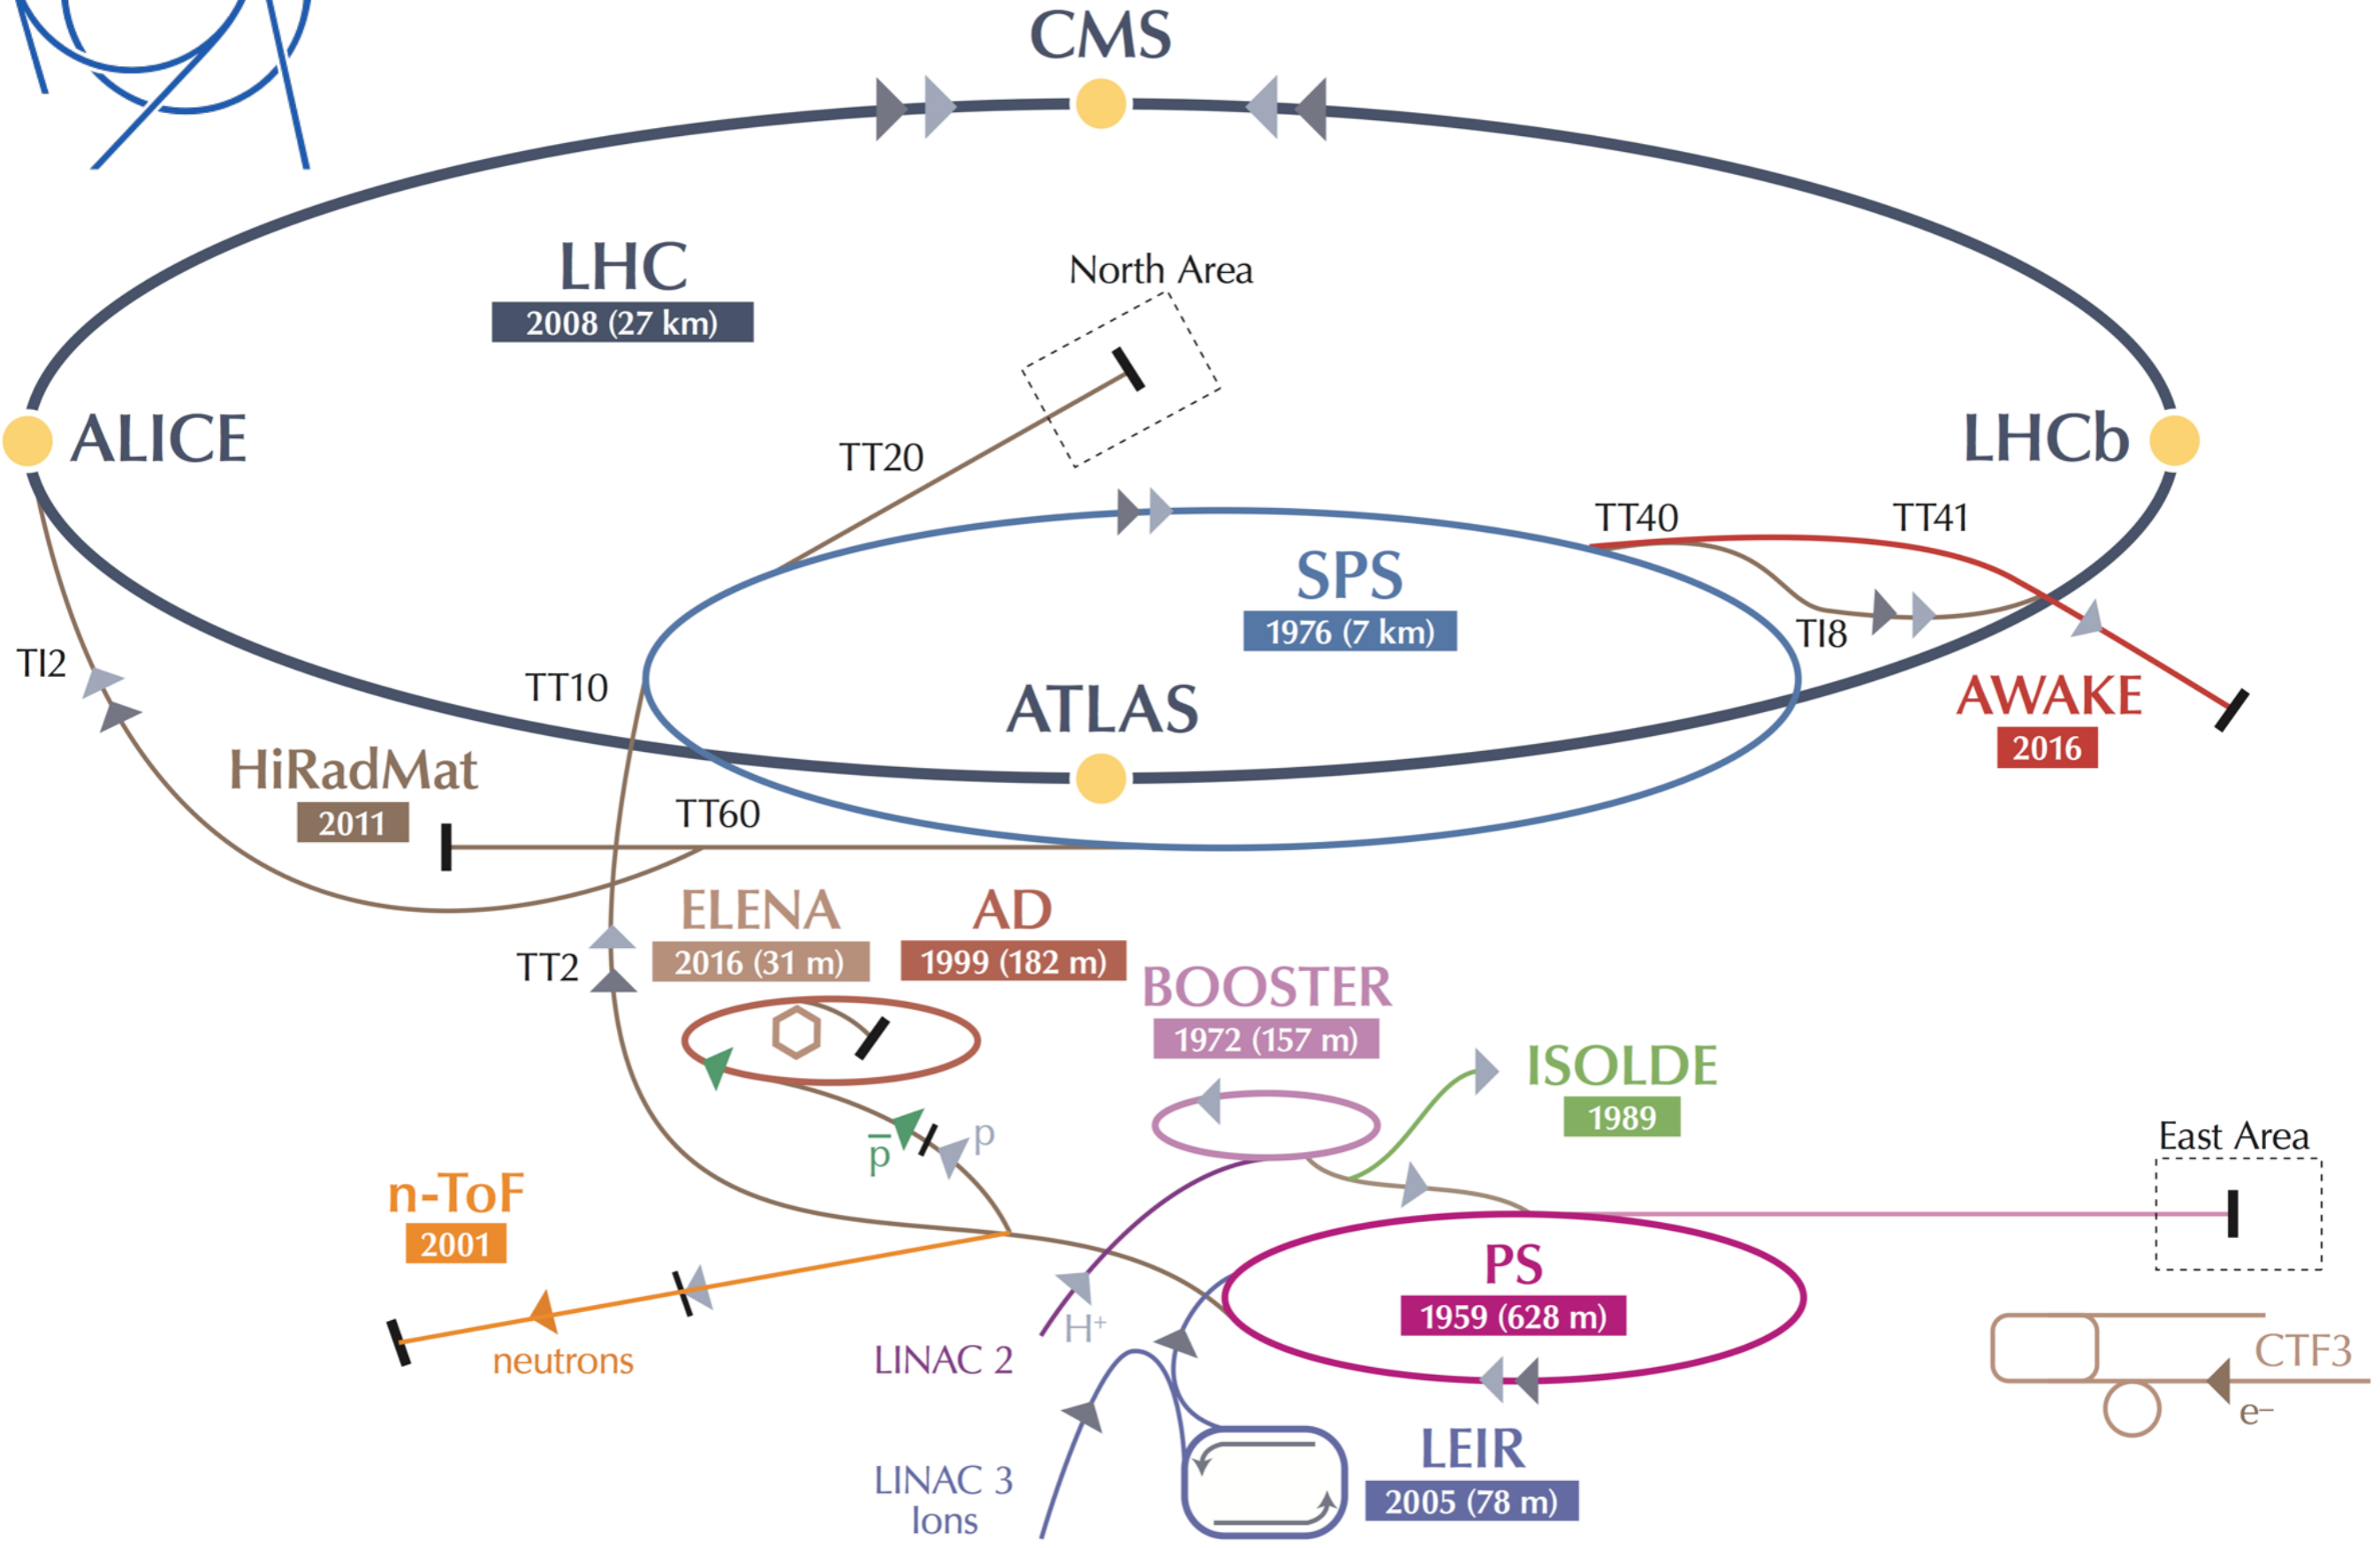 CMS
LHC
2008 (27 km)
North Area
ALICE
LHCb
TT20
TT40
TT41
SPS
1976 (7 km)
TI8
TI2
TT10
ATLAS
AWAKE
2016
HiRadMat
2011
TT60
ELENA
2016 (31 m)
AD
1999 (182 m)
TT2
BOOSTER
1972 (157 m)
ISOLDE
1989
p
p̅
East Area
n-ToF
2001
neutrons
PS
1959 (628 m)
H⁺
LINAC 2
CTF3
e⁻
LEIR
2005 (78 m)
LINAC 3
Ions